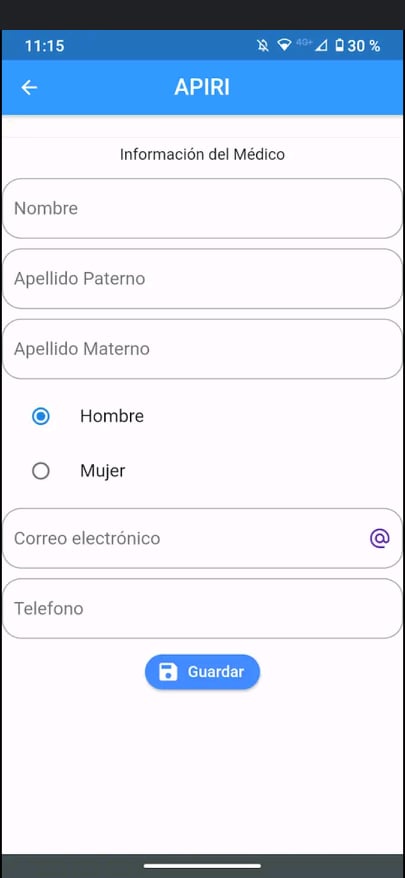 11:15
4G+ 30 %
APIRI
Información del Médico
Nombre
Apellido Paterno
Apellido Materno
Hombre
Mujer
Correo electrónico @
Telefono
Guardar